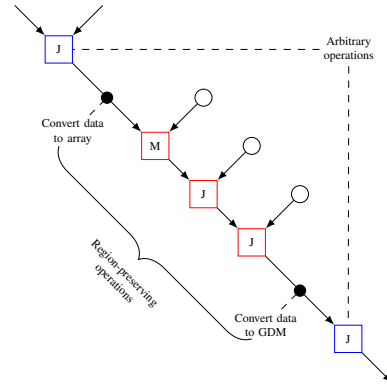 J
Arbitrary
operations
Convert data
to array
M
J
J
Region-preserving
operations
Convert data
to GDM
J